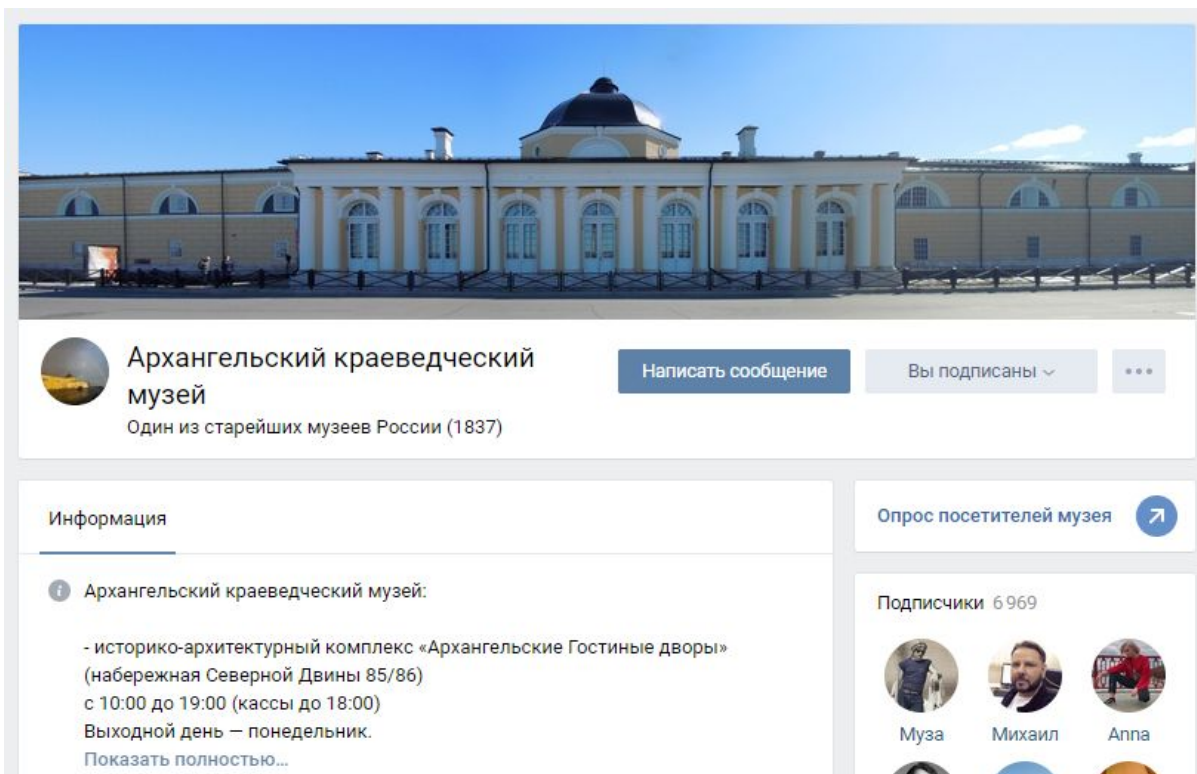 Архангельский краеведческий
музей
Один из старейших музеев России (1837)
Написать сообщение
Вы подписаны
Информация
Архангельский краеведческий музей:
- историко-архитектурный комплекс «Архангельские Гостиные дворы»
(набережная Северной Двины 85/86)
с 10:00 до 19:00 (кассы до 18:00)
Выходной день — понедельник.
Показать полностью...
Опрос посетителей музея
Подписчики 6 969
Муза
Михаил
Anna